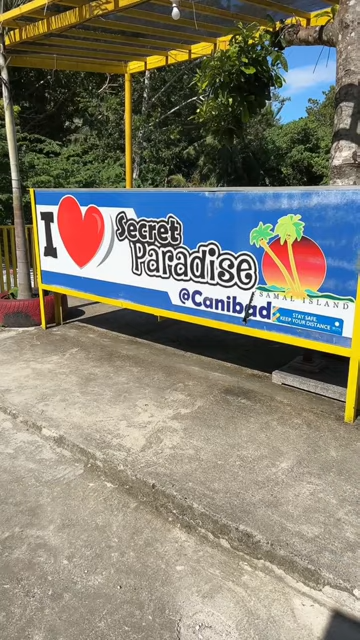 I
Secret
Paradise
@Canibad
SAMAL ISLAND
STAY SAFE.
KEEP YOUR DISTANCE